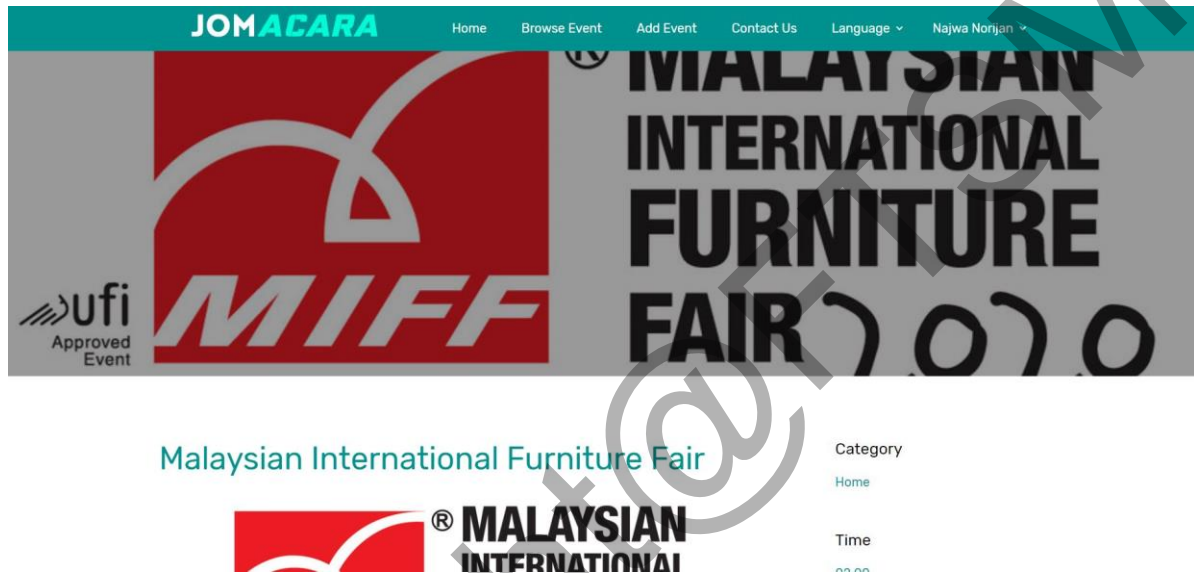 JOMACARA Home Browse Event Add Event Contact Us Language Najwa Norijan
® MALAYSIAN
INTERNATIONAL
FURNITURE
FAIR 2020
MIFF
ufi
Approved
Event
Malaysian International Furniture Fair
® MALAYSIAN
INTERNATIONAL
Category
Home
Time